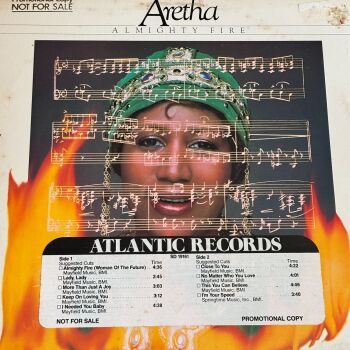 Promotional Copy
NOT FOR SALE
Aretha
ALMIGHTY FIRE
ATLANTIC RECORDS
SD 19161
Side 1
Suggested Cuts Time
Almighty Fire (Woman Of The Future) 4:35
Mayfield Music, BMI.
Lady, Lady 2:45
Mayfield Music, BMI.
More Than Just A Joy 3:03
Mayfield Music, BMI.
Keep On Loving You 3:12
Mayfield Music, BMI.
I Needed You Baby 4:38
Mayfield Music, BMI.
Side 2
Suggested Cuts Time
Close To You 4:22
Mayfield Music, BMI.
No Matter Who You Love 4:01
Mayfield Music, BMI.
This You Can Believe 4:45
Mayfield Music, BMI.
I'm Your Speed 3:40
Springtime Music, Inc., BMI.
NOT FOR SALE
PROMOTIONAL COPY